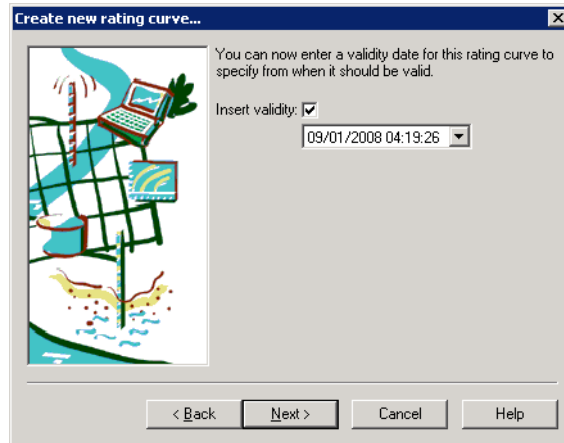 Create new rating curve...
You can now enter a validity date for this rating curve to
specify from when it should be valid.
Insert validity:
09/01/2008 04:19:26
< Back
Next >
Cancel
Help